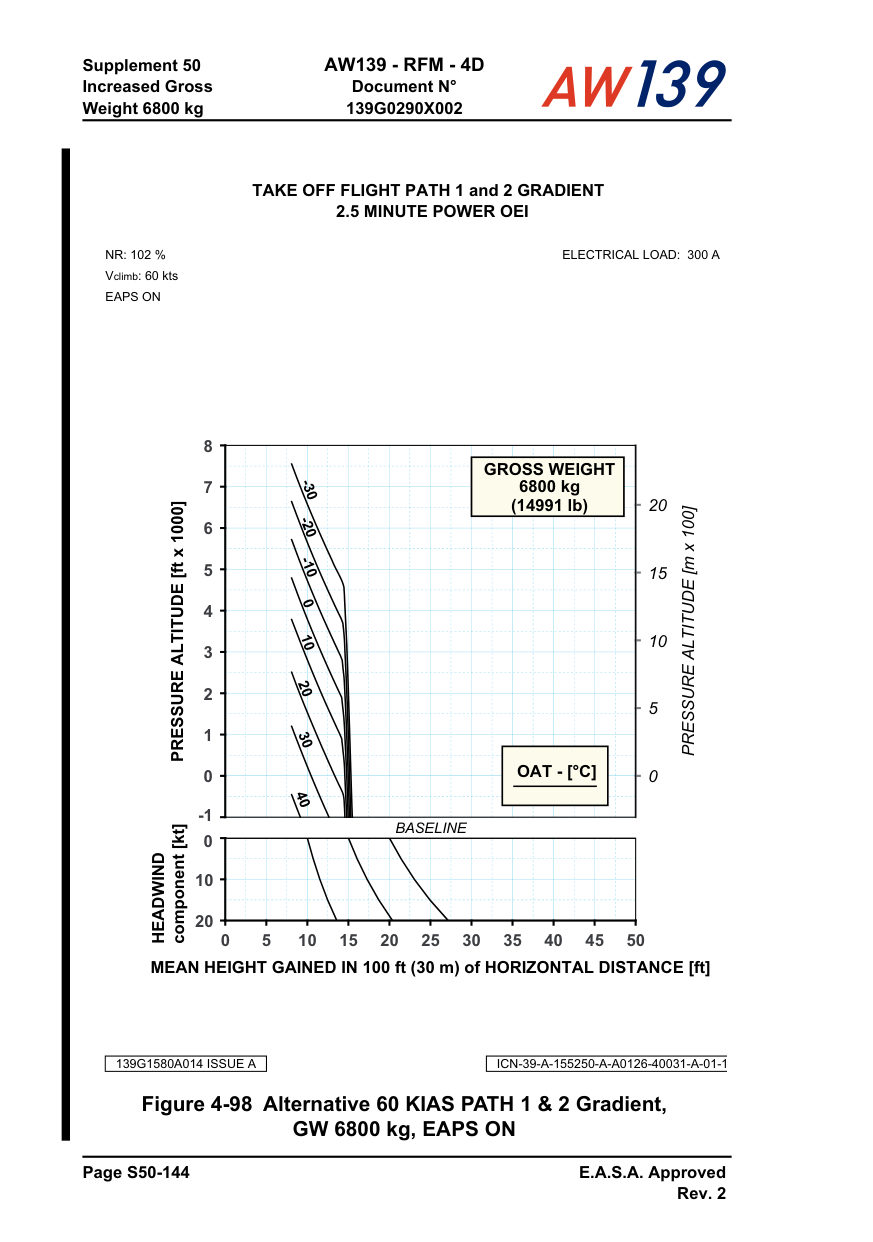 Supplement 50
Increased Gross
Weight 6800 kg
AW139 - RFM - 4D
Document N°
139G0290X002
AW139
TAKE OFF FLIGHT PATH 1 and 2 GRADIENT
2.5 MINUTE POWER OEI
NR: 102 %
Vclimb: 60 kts
EAPS ON
ELECTRICAL LOAD: 300 A
PRESSURE ALTITUDE [ft x 1000]
8
7
6
5
4
3
2
1
0
-1
-30
-20
-10
0
10
20
30
40
GROSS WEIGHT
6800 kg
(14991 lb)
OAT - [°C]
20
15
10
5
0
PRESSURE ALTITUDE [m x 100]
BASELINE
HEADWIND
component [kt]
0
10
20
0 5 10 15 20 25 30 35 40 45 50
MEAN HEIGHT GAINED IN 100 ft (30 m) of HORIZONTAL DISTANCE [ft]
139G1580A014 ISSUE A
ICN-39-A-155250-A-A0126-40031-A-01-1
Figure 4-98 Alternative 60 KIAS PATH 1 & 2 Gradient,
GW 6800 kg, EAPS ON
Page S50-144
E.A.S.A. Approved
Rev. 2